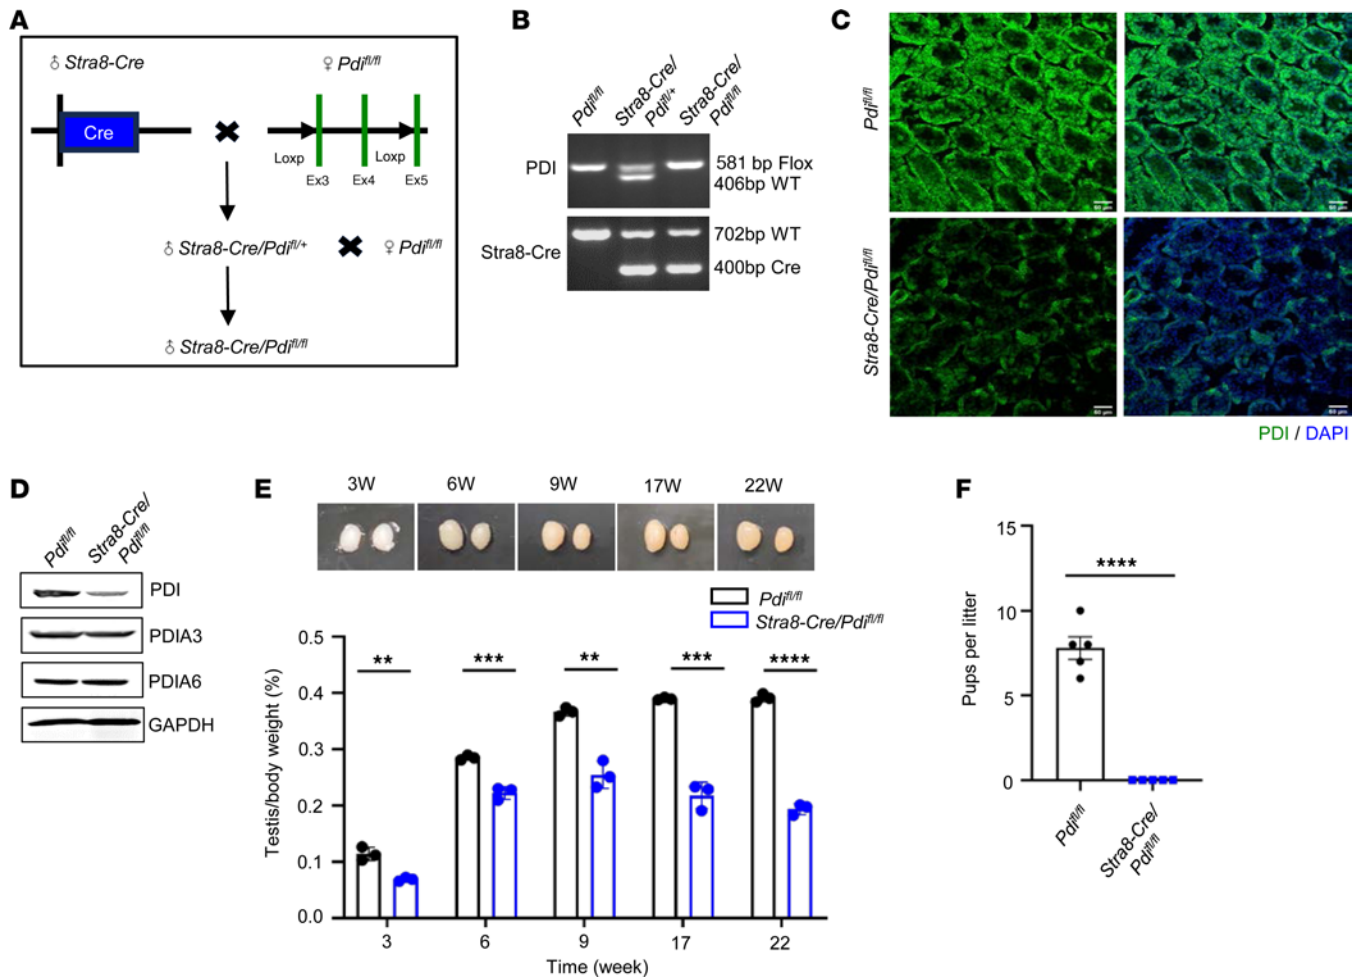 A
♂ Stra8-Cre
♀ Pdifl/fl
Cre
Loxp
Loxp
Ex3
Ex4
Ex5
♂ Stra8-Cre/Pdifl/+
♀ Pdifl/fl
♂ Stra8-Cre/Pdifl/fl
B
Pdifl/fl
Stra8-Cre/
Pdifl/+
Stra8-Cre/
Pdifl/fl
PDI
581 bp Flox
406bp WT
Stra8-Cre
702bp WT
400bp Cre
C
Pdifl/fl
Stra8-Cre/Pdifl/fl
PDI / DAPI
D
Pdifl/fl
Stra8-Cre/
Pdifl/fl
PDI
PDIA3
PDIA6
GAPDH
E
3W 6W 9W 17W 22W
Pdifl/fl
Stra8-Cre/Pdifl/fl
Testis/body weight (%)
0.5
0.4
0.3
0.2
0.1
0.0
** *** ** *** ****
3 6 9 17 22
Time (week)
F
Pups per litter
15
10
5
0
****
Pdifl/fl
Stra8-Cre/
Pdifl/fl